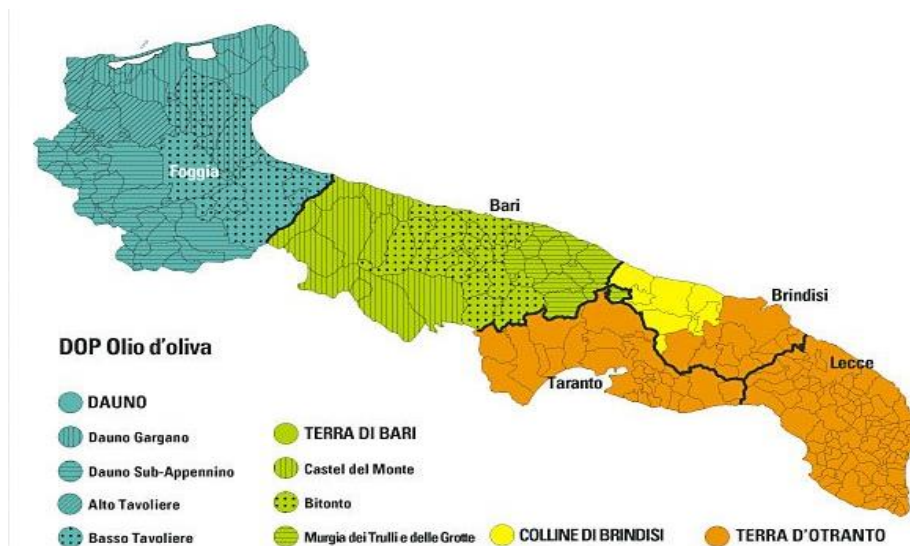 Foggia
Bari
Brindisi
Lecce
Taranto
DOP Olio d'oliva
DAUNO
Dauno Gargano
Dauno Sub-Appennino
Alto Tavoliere
Basso Tavoliere
TERRA DI BARI
Castel del Monte
Bitonto
Murgia dei Trulli e delle Grotte
COLLINE DI BRINDISI
TERRA D'OTRANTO